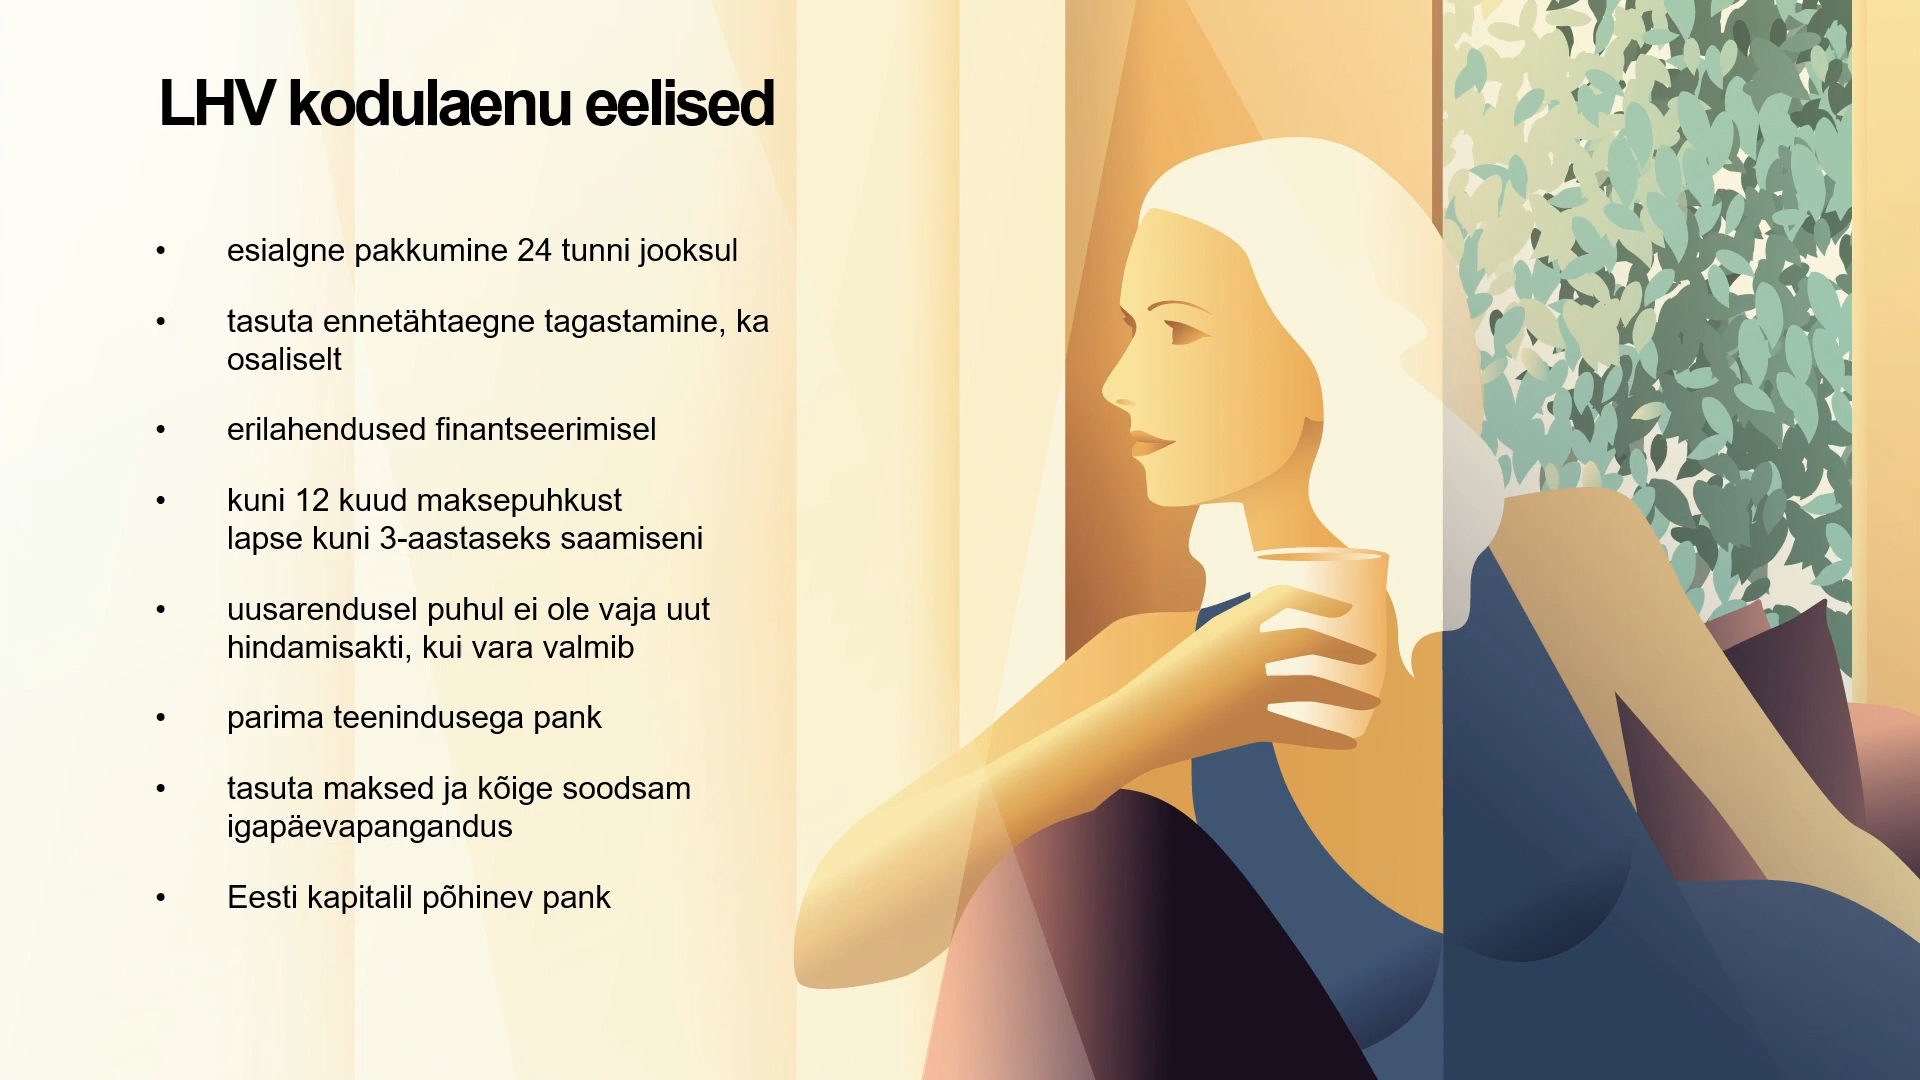 LHV kodulaenu eelised
• esialgne pakkumine 24 tunni jooksul
• tasuta ennetähtaegne tagastamine, ka
osaliselt
• erilahendused finantseerimisel
• kuni 12 kuud maksepuhkust
lapse kuni 3-aastaseks saamiseni
• uusarendusel puhul ei ole vaja uut
hindamisakti, kui vara valmib
• parima teenindusega pank
• tasuta maksed ja kõige soodsam
igapäevapangandus
• Eesti kapitalil põhinev pank